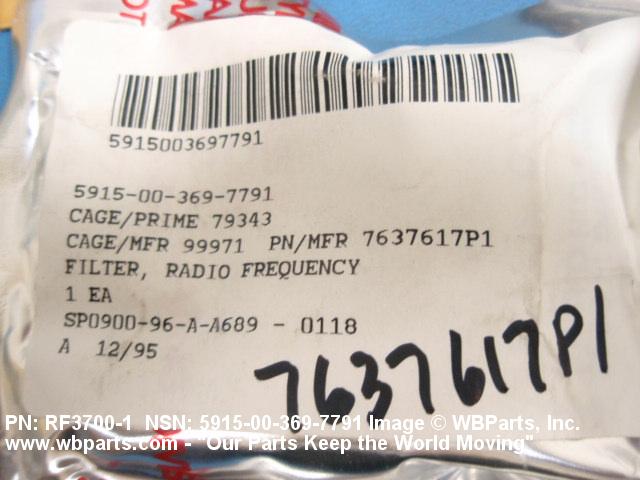 5915003697791
5915-00-369-7791
CAGE/PRIME 79343
CAGE/MFR 99971 PN/MFR 7637617P1
FILTER, RADIO FREQUENCY
1 EA
SP0900-96-A-A689 - 0118
A 12/95
7637617P1
PN: RF3700-1 NSN: 5915-00-369-7791 Image © WBParts, Inc.
www.wbparts.com - "Our Parts Keep the World Moving"